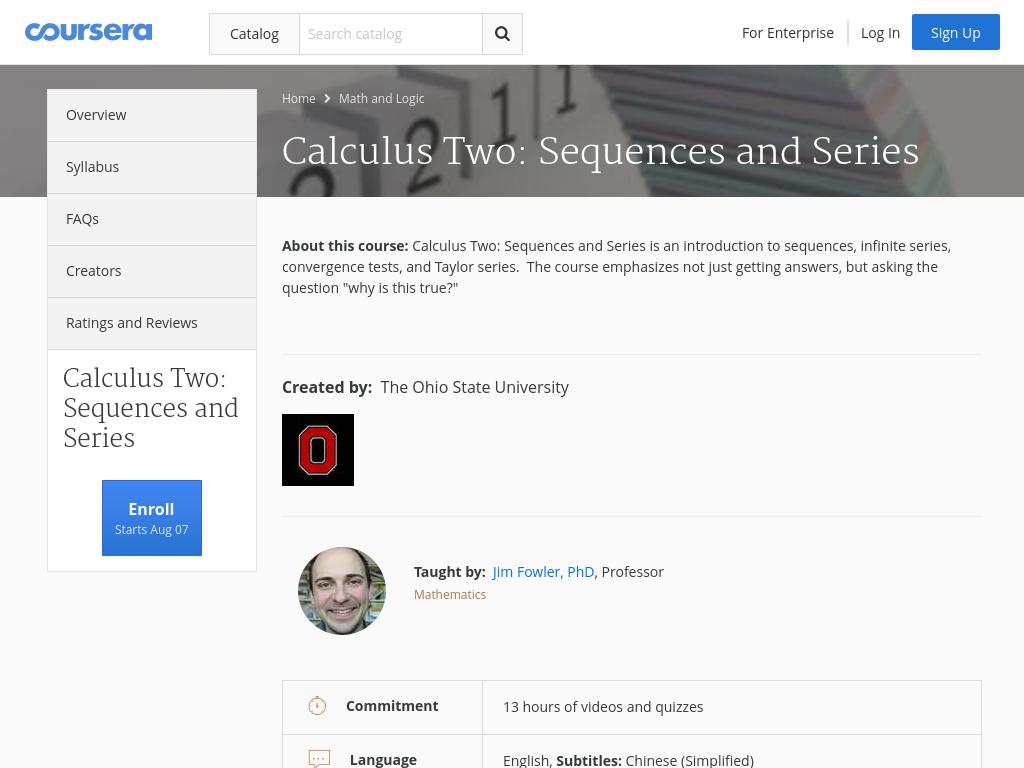 coursera
Catalog
Search catalog
For Enterprise
Log In
Sign Up
Home
Math and Logic
Calculus Two: Sequences and Series
Overview
Syllabus
FAQs
Creators
Ratings and Reviews
Calculus Two:
Sequences and
Series
Enroll
Starts Aug 07
About this course: Calculus Two: Sequences and Series is an introduction to sequences, infinite series,
convergence tests, and Taylor series.  The course emphasizes not just getting answers, but asking the
question "why is this true?"
Created by:  The Ohio State University
O
Taught by:  Jim Fowler, PhD, Professor
Mathematics
Commitment
13 hours of videos and quizzes
Language
English, Subtitles: Chinese (Simplified)